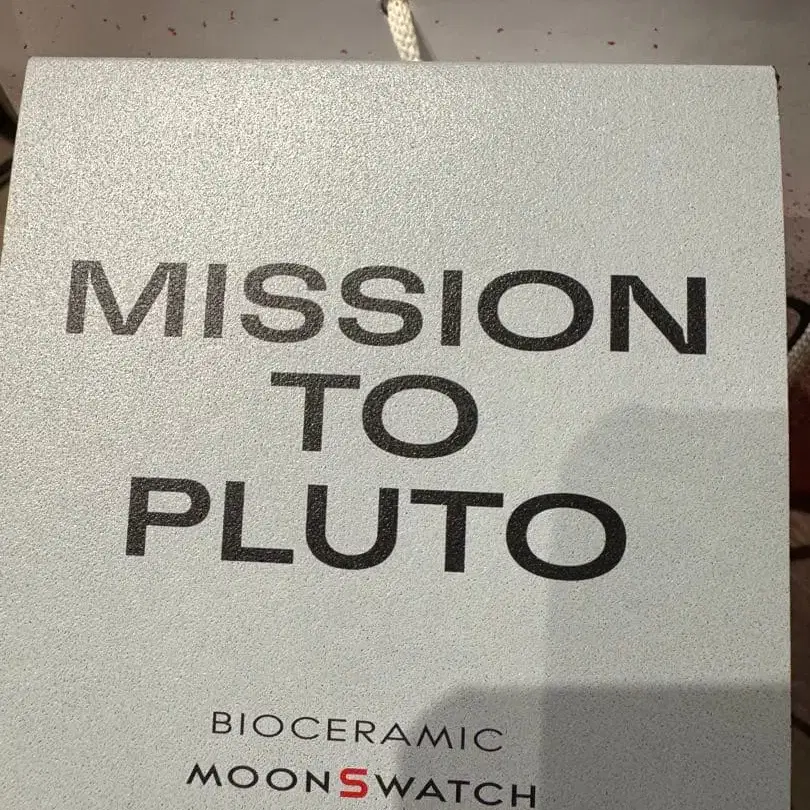 MISSION
TO
PLUTO
BIOCERAMIC
MOONSWATCH